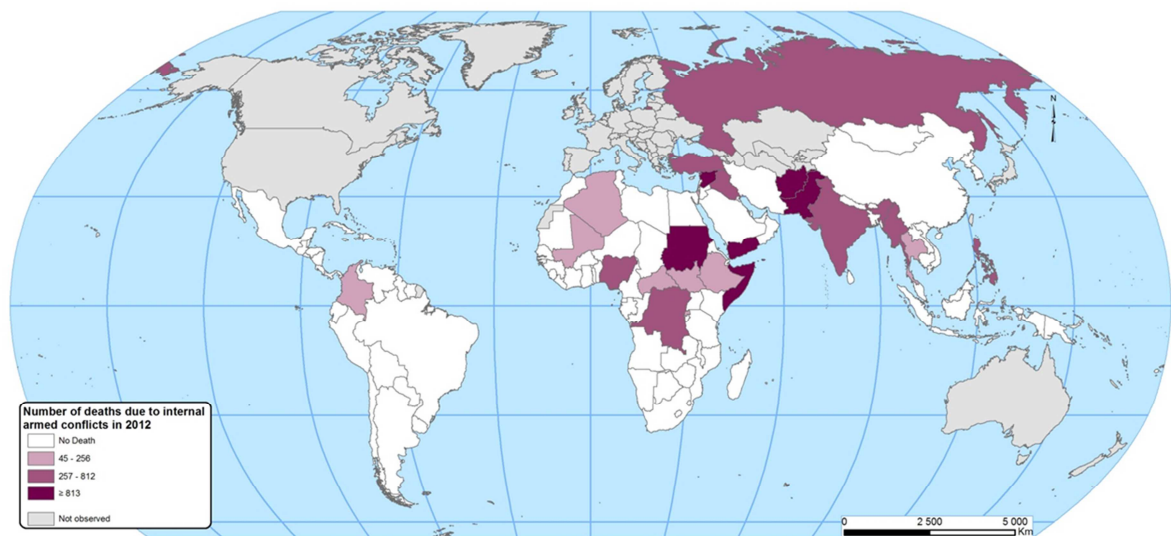 N
Number of deaths due to internal
armed conflicts in 2012
No Death
45 - 256
257 - 812
≥ 813
Not observed
0 2 500 5 000
Km